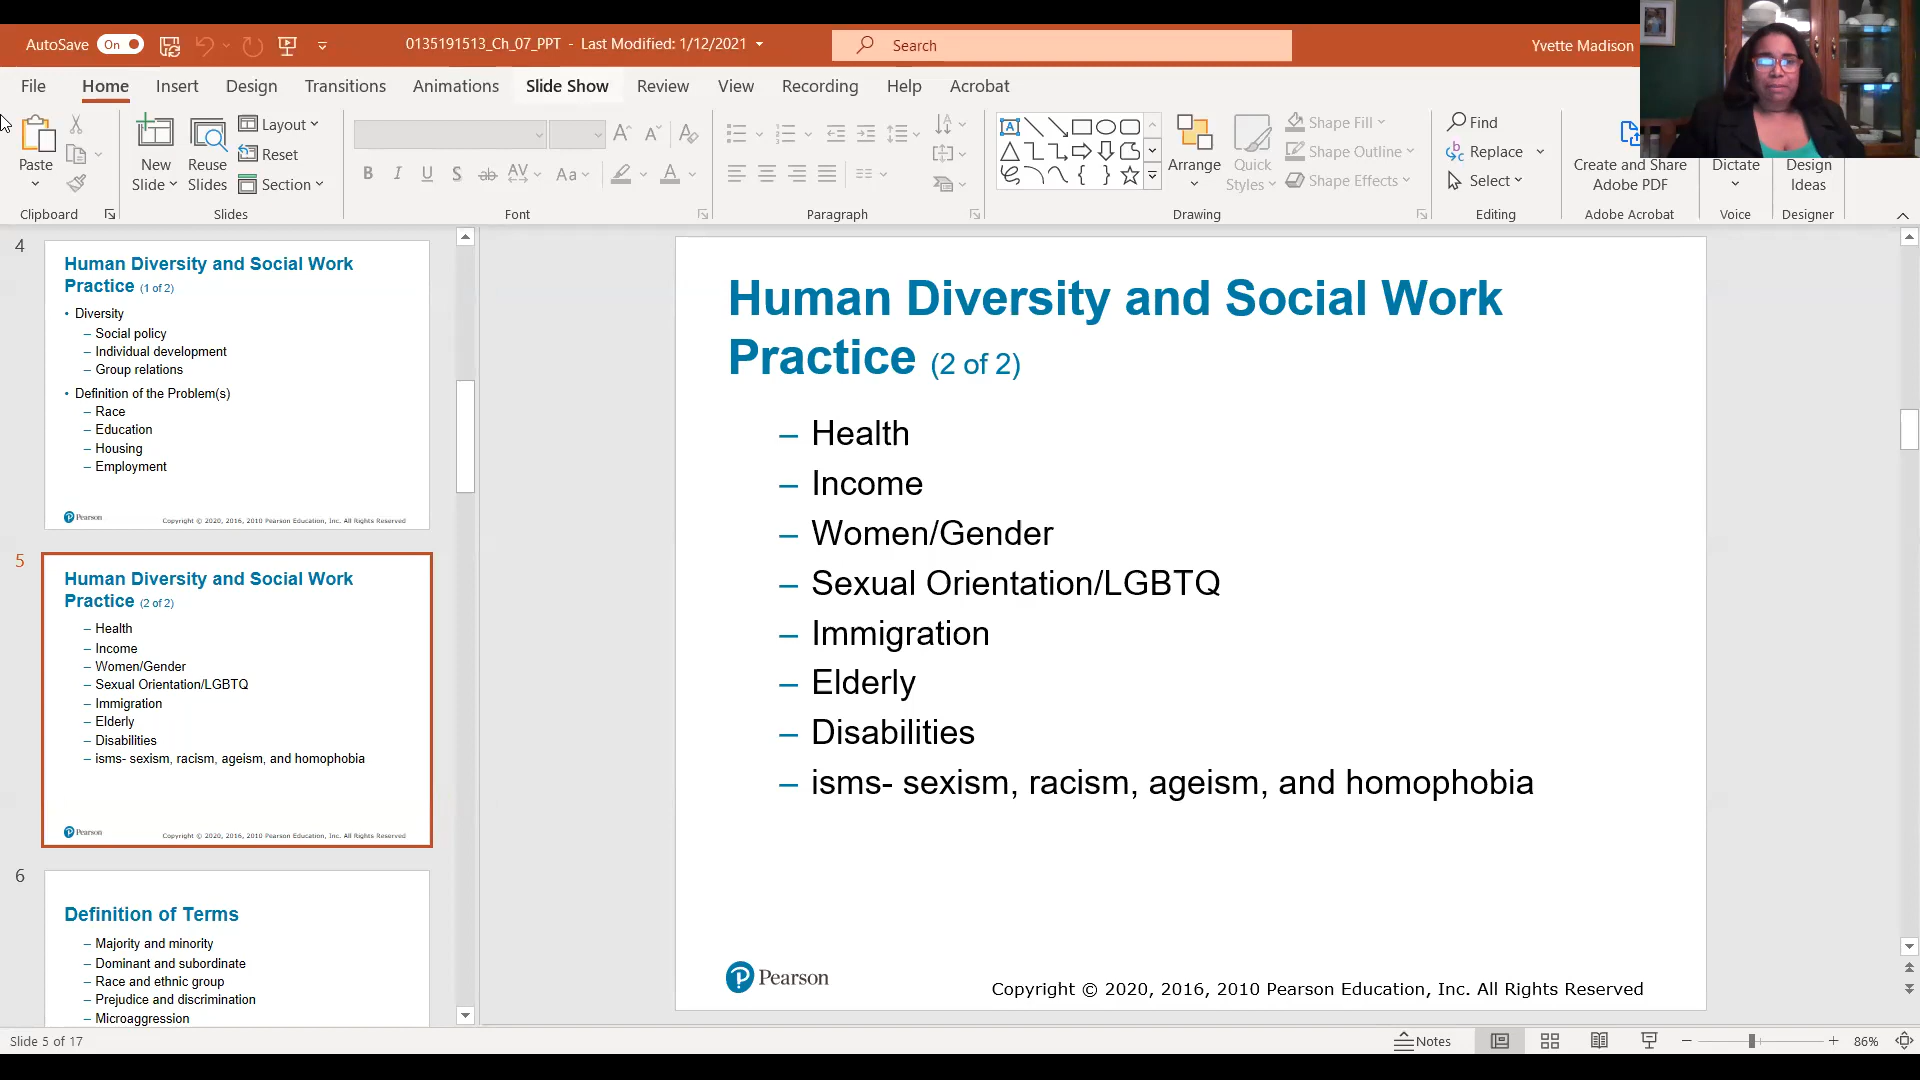 AutoSave On 0135191513_Ch_07_PPT - Last Modified: 1/12/2021 Search Yvette Madison
File Home Insert Design Transitions Animations Slide Show Review View Recording Help Acrobat
Paste
New Slide
Reuse Slides
Layout
Reset
Section
B I U S ab AV Aa A
Arrange
Quick Styles
Shape Fill
Shape Outline
Shape Effects
Find
Replace
Select
Create and Share Adobe PDF
Dictate
Design Ideas
Clipboard Slides Font Paragraph Drawing Editing Adobe Acrobat Voice Designer
4
Human Diversity and Social Work
Practice (1 of 2)
• Diversity
– Social policy
– Individual development
– Group relations
• Definition of the Problem(s)
– Race
– Education
– Housing
– Employment
Pearson Copyright © 2020, 2016, 2010 Pearson Education, Inc. All Rights Reserved
5
Human Diversity and Social Work
Practice (2 of 2)
– Health
– Income
– Women/Gender
– Sexual Orientation/LGBTQ
– Immigration
– Elderly
– Disabilities
– isms- sexism, racism, ageism, and homophobia
Pearson Copyright © 2020, 2016, 2010 Pearson Education, Inc. All Rights Reserved
6
Definition of Terms
– Majority and minority
– Dominant and subordinate
– Race and ethnic group
– Prejudice and discrimination
– Microaggression
Human Diversity and Social Work
Practice (2 of 2)
– Health
– Income
– Women/Gender
– Sexual Orientation/LGBTQ
– Immigration
– Elderly
– Disabilities
– isms- sexism, racism, ageism, and homophobia
Pearson
Copyright © 2020, 2016, 2010 Pearson Education, Inc. All Rights Reserved
Slide 5 of 17 Notes 86%